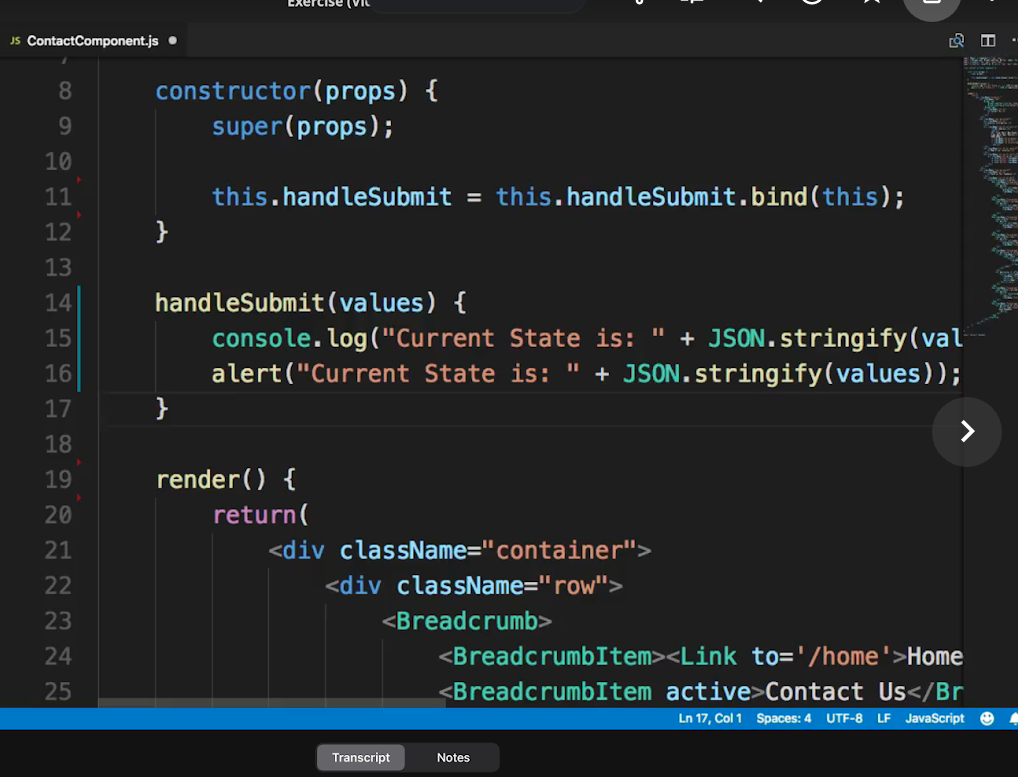 Exercise (Vi
JS ContactComponent.js
8 constructor(props) {
9 super(props);
10
11 this.handleSubmit = this.handleSubmit.bind(this);
12 }
13
14 handleSubmit(values) {
15 console.log("Current State is: " + JSON.stringify(val
16 alert("Current State is: " + JSON.stringify(values));
17 }
18
19 render() {
20 return(
21 <div className="container">
22 <div className="row">
23 <Breadcrumb>
24 <BreadcrumbItem><Link to='/home'>Home
25 <BreadcrumbItem active>Contact Us</Br
Ln 17, Col 1 Spaces: 4 UTF-8 LF JavaScript
Transcript Notes